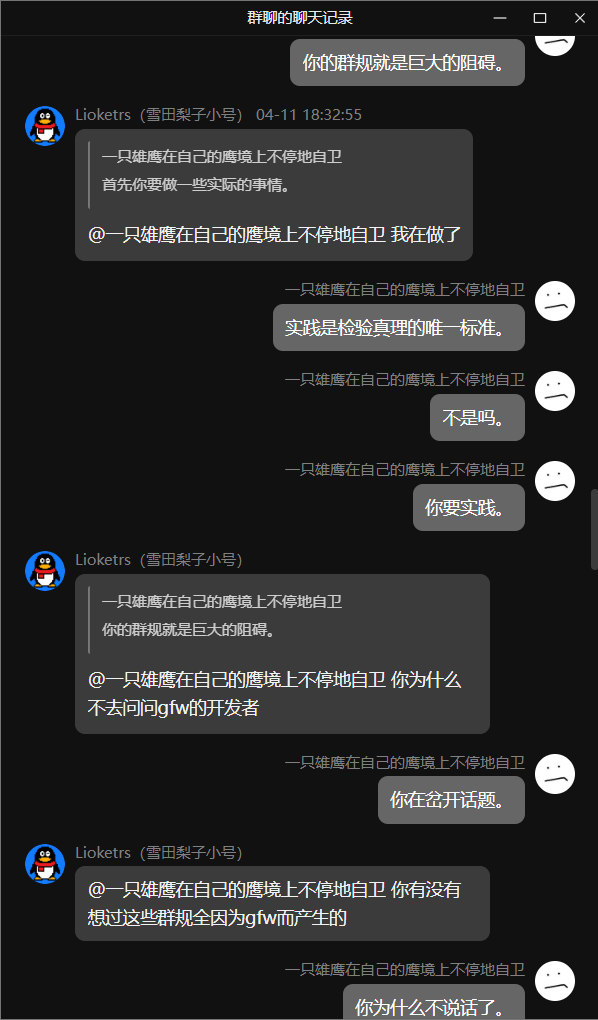 群聊的聊天记录
你的群规就是巨大的阻碍。
Lioketrs（雪田梨子小号） 04-11 18:32:55
一只雄鹰在自己的鹰境上不停地自卫
首先你要做一些实际的事情。
@一只雄鹰在自己的鹰境上不停地自卫 我在做了
一只雄鹰在自己的鹰境上不停地自卫
实践是检验真理的唯一标准。
一只雄鹰在自己的鹰境上不停地自卫
不是吗。
一只雄鹰在自己的鹰境上不停地自卫
你要实践。
Lioketrs（雪田梨子小号）
一只雄鹰在自己的鹰境上不停地自卫
你的群规就是巨大的阻碍。
@一只雄鹰在自己的鹰境上不停地自卫 你为什么
不去问问gfw的开发者
一只雄鹰在自己的鹰境上不停地自卫
你在岔开话题。
Lioketrs（雪田梨子小号）
@一只雄鹰在自己的鹰境上不停地自卫 你有没有
想过这些群规全因为gfw而产生的
一只雄鹰在自己的鹰境上不停地自卫
你为什么不说话了。